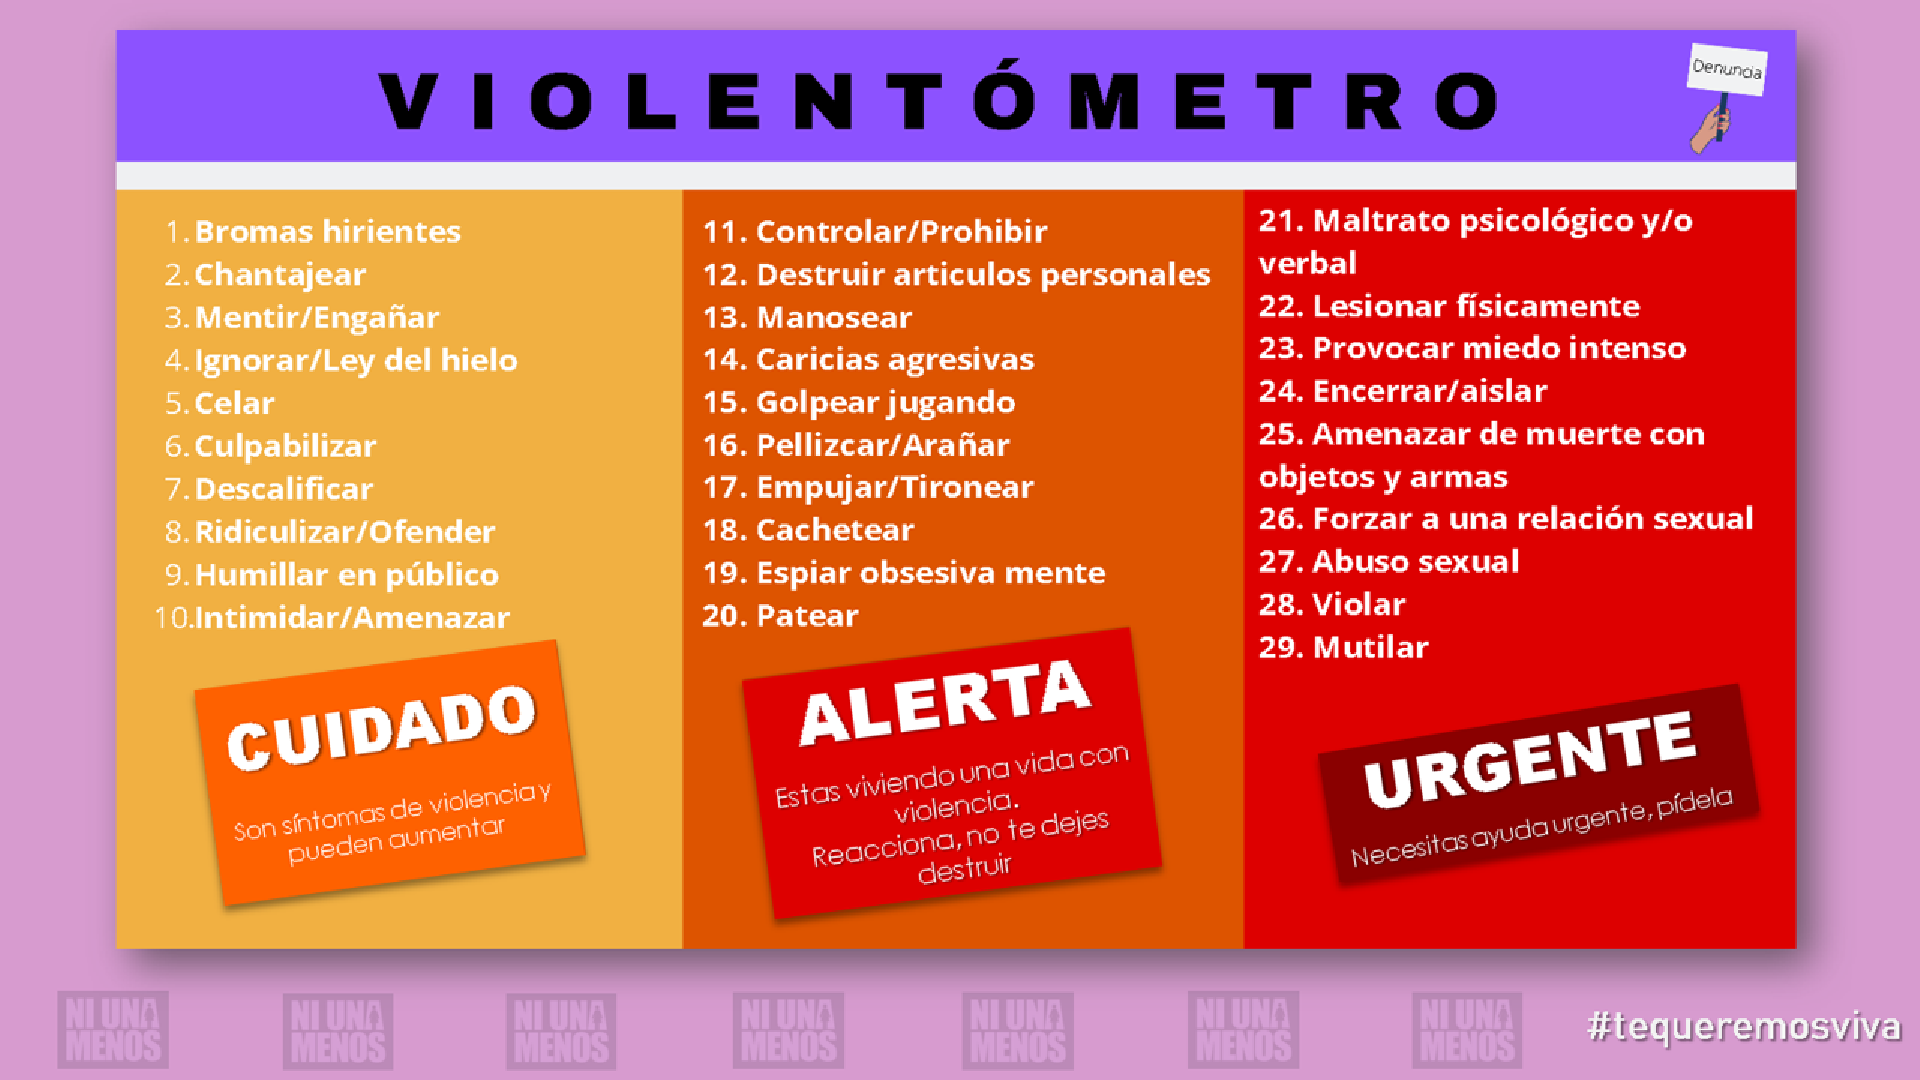 VIOLENTÓMETRO
Denuncia
1. Bromas hirientes
2. Chantajear
3. Mentir/Engañar
4. Ignorar/Ley del hielo
5. Celar
6. Culpabilizar
7. Descalificar
8. Ridiculizar/Ofender
9. Humillar en público
10. Intimidar/Amenazar
CUIDADO
Son síntomas de violencia y
pueden aumentar
11. Controlar/Prohibir
12. Destruir articulos personales
13. Manosear
14. Caricias agresivas
15. Golpear jugando
16. Pellizcar/Arañar
17. Empujar/Tironear
18. Cachetear
19. Espiar obsesiva mente
20. Patear
ALERTA
Estas viviendo una vida con
violencia.
Reacciona, no te dejes
destruir
21. Maltrato psicológico y/o
verbal
22. Lesionar físicamente
23. Provocar miedo intenso
24. Encerrar/aislar
25. Amenazar de muerte con
objetos y armas
26. Forzar a una relación sexual
27. Abuso sexual
28. Violar
29. Mutilar
URGENTE
Necesitas ayuda urgente, pídela
NI UNA
MENOS
NI UNA
MENOS
NI UNA
MENOS
NI UNA
MENOS
NI UNA
MENOS
NI UNA
MENOS
NI UNA
MENOS
#tequeremosviva